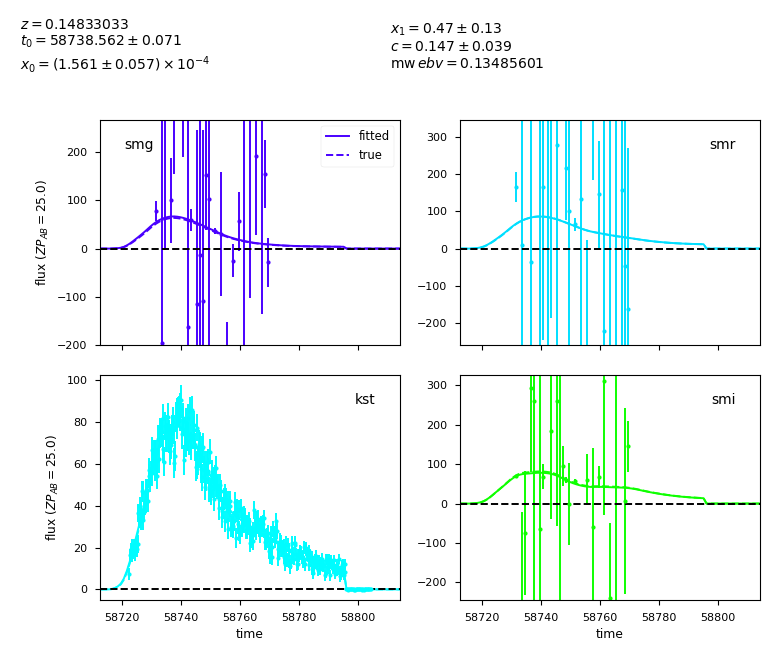 z = 0.14833033
t₀ = 58738.562 ± 0.071
x₀ = (1.561 ± 0.057) × 10⁻⁴
x₁ = 0.47 ± 0.13
c = 0.147 ± 0.039
mw ebv = 0.13485601
smg
fitted
true
flux (ZP_AB = 25.0)
200
100
0
−100
−200
smr
300
200
100
0
−100
−200
kst
flux (ZP_AB = 25.0)
100
80
60
40
20
0
58720 58740 58760 58780 58800
time
smi
300
200
100
0
−100
−200
58720 58740 58760 58780 58800
time